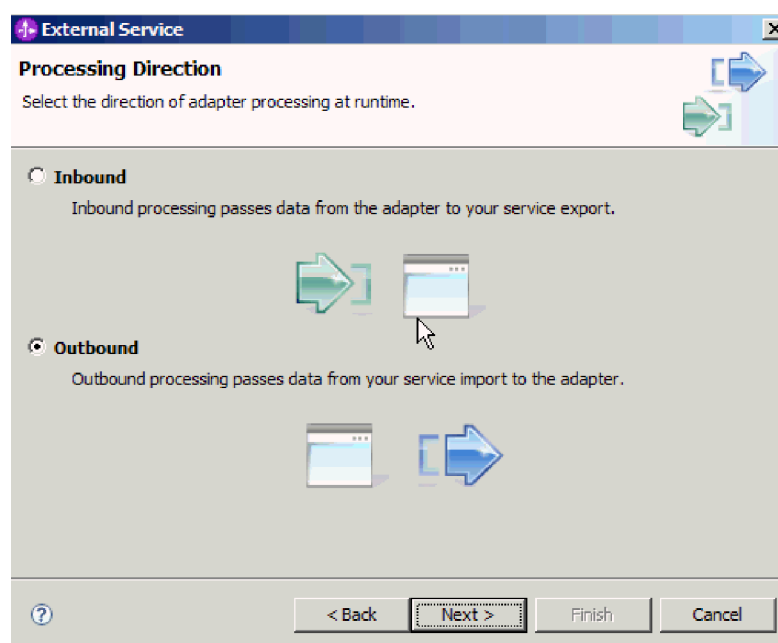 External Service
Processing Direction
Select the direction of adapter processing at runtime.
Inbound
Inbound processing passes data from the adapter to your service export.
Outbound
Outbound processing passes data from your service import to the adapter.
< Back
Next >
Finish
Cancel